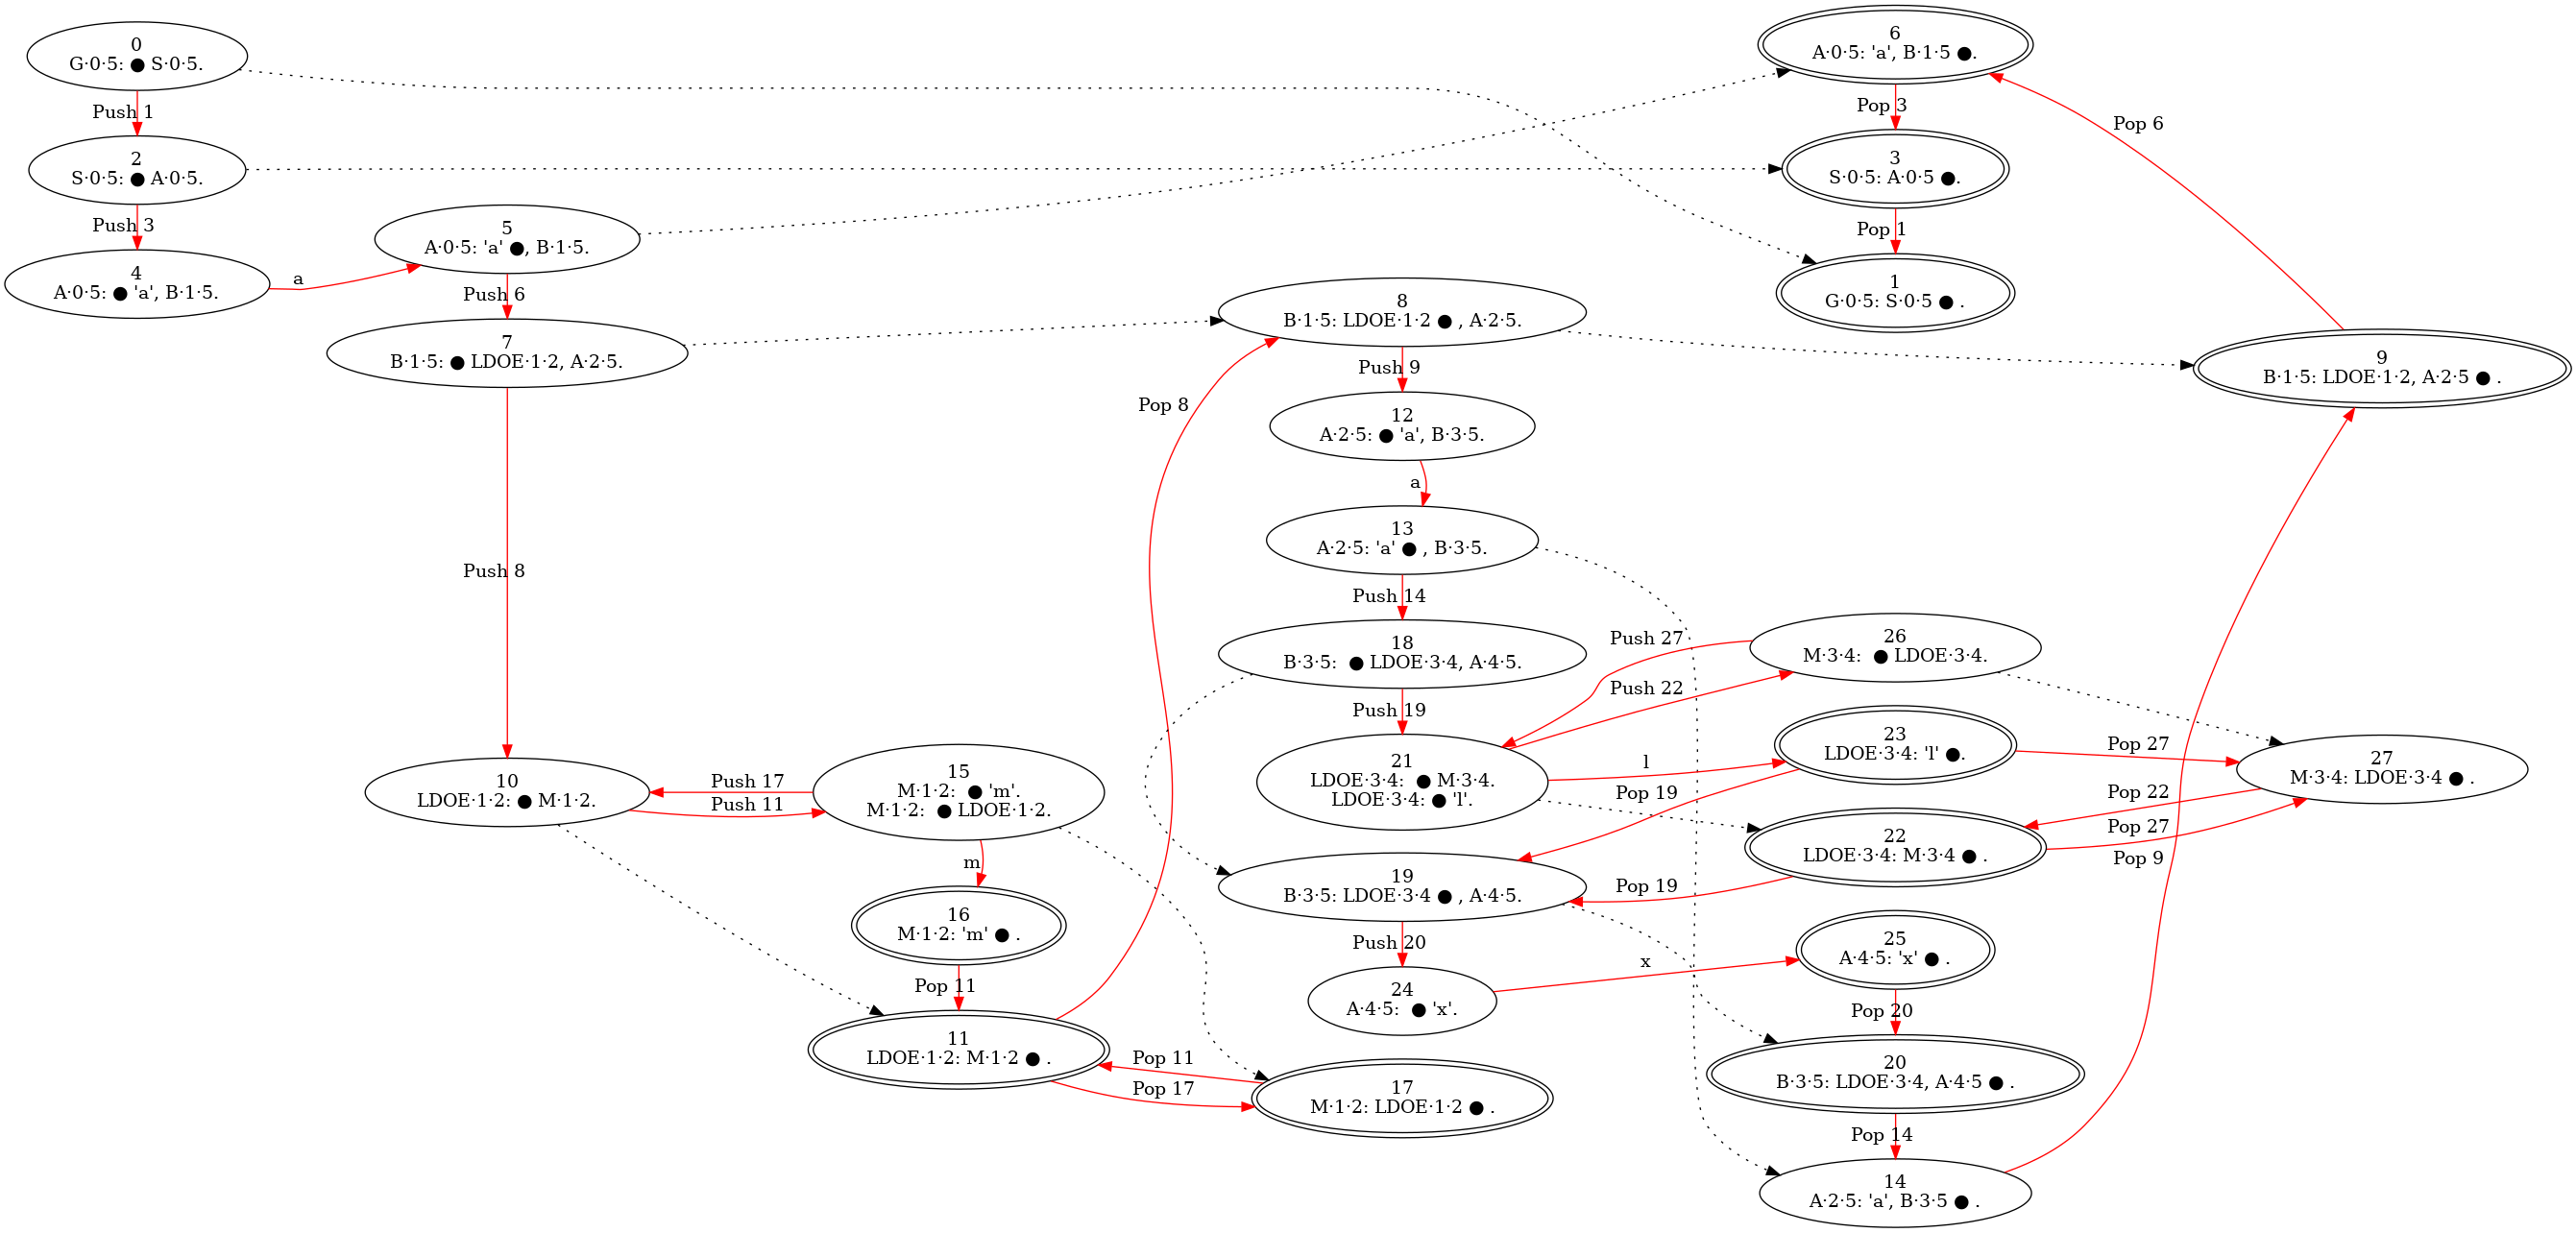 0
G·0·5: ● S·0·5.
Push 1
2
S·0·5: ● A·0·5.
Push 3
4
A·0·5: ● 'a', B·1·5.
a
5
A·0·5: 'a' ●, B·1·5.
Push 6
7
B·1·5: ● LDOE·1·2, A·2·5.
Push 8
10
LDOE·1·2: ● M·1·2.
Push 17
Push 11
15
M·1·2:  ● 'm'.
M·1·2:  ● LDOE·1·2.
m
16
M·1·2: 'm' ● .
Pop 11
11
LDOE·1·2: M·1·2 ● .
Pop 11
Pop 17
17
M·1·2: LDOE·1·2 ● .
Pop 8
8
B·1·5: LDOE·1·2 ● , A·2·5.
Push 9
12
A·2·5: ● 'a', B·3·5.
a
13
A·2·5: 'a' ● , B·3·5.
Push 14
18
B·3·5:  ● LDOE·3·4, A·4·5.
Push 19
21
LDOE·3·4:  ● M·3·4.
LDOE·3·4: ● 'l'.
Push 27
Push 22
l
Pop 19
19
B·3·5: LDOE·3·4 ● , A·4·5.
Pop 19
Push 20
24
A·4·5:  ● 'x'.
x
6
A·0·5: 'a', B·1·5 ●.
Pop 3
3
S·0·5: A·0·5 ●.
Pop 1
1
G·0·5: S·0·5 ● .
26
M·3·4:  ● LDOE·3·4.
23
LDOE·3·4: 'l' ●.
22
LDOE·3·4: M·3·4 ● .
25
A·4·5: 'x' ● .
Pop 20
20
B·3·5: LDOE·3·4, A·4·5 ● .
Pop 14
14
A·2·5: 'a', B·3·5 ● .
Pop 6
9
B·1·5: LDOE·1·2, A·2·5 ● .
Pop 27
27
M·3·4: LDOE·3·4 ● .
Pop 22
Pop 27
Pop 9